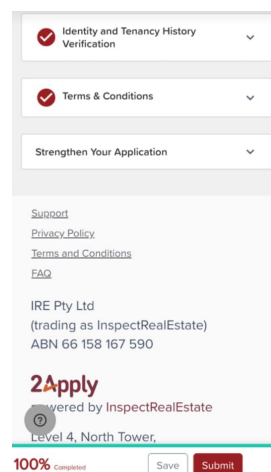 Identity and Tenancy History
Verification
Terms & Conditions
Strengthen Your Application
Support
Privacy Policy
Terms and Conditions
FAQ
IRE Pty Ltd
(trading as InspectRealEstate)
ABN 66 158 167 590
2Apply
powered by InspectRealEstate
Level 4, North Tower,
100% Completed
Save
Submit